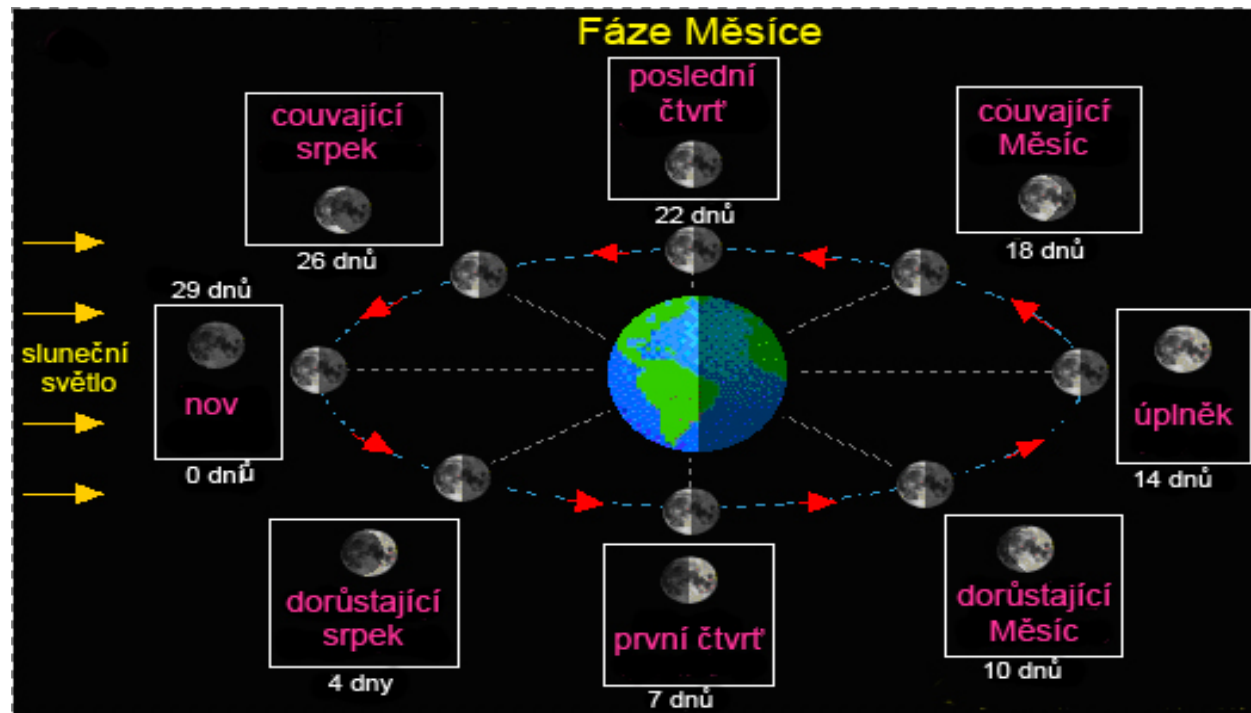 Fáze Měsíce
poslední
čtvrť
22 dnů
couvající
srpek
26 dnů
couvající
Měsíc
18 dnů
29 dnů
nov
0 dnů
sluneční
světlo
úplněk
14 dnů
dorůstající
srpek
4 dny
první čtvrť
7 dnů
dorůstající
Měsíc
10 dnů